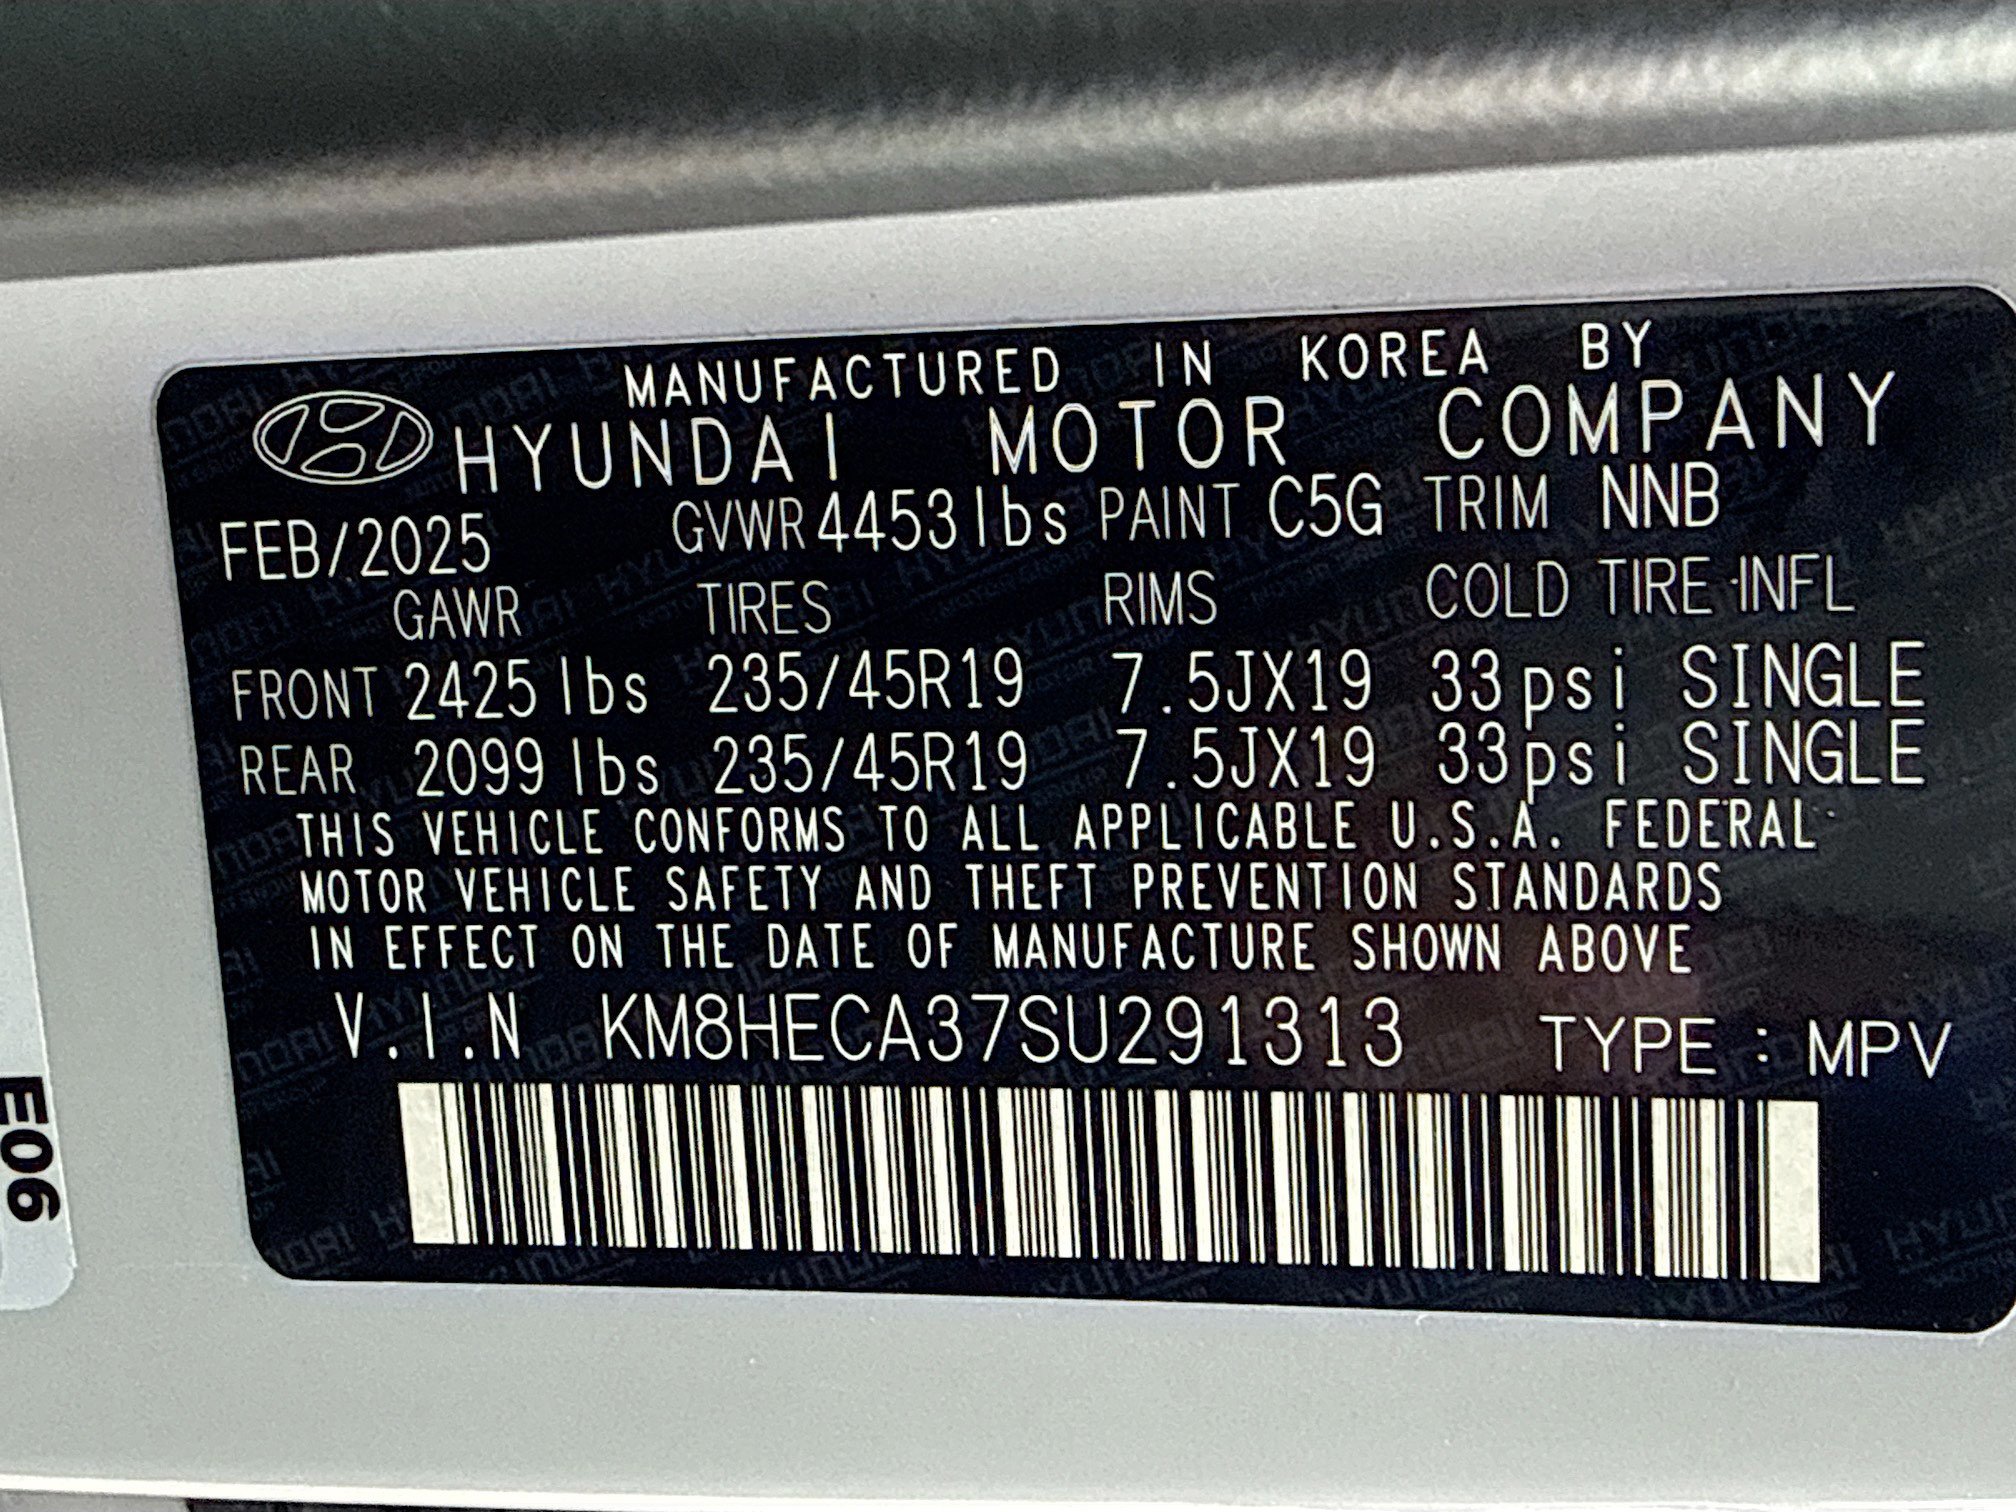 MANUFACTURED IN KOREA BY
HYUNDAI MOTOR COMPANY
FEB/2025 GVWR 4453 lbs PAINT C5G TRIM NNB
GAWR TIRES RIMS COLD TIRE INFL
FRONT 2425 lbs 235/45R19 7.5JX19 33psi SINGLE
REAR 2099 lbs 235/45R19 7.5JX19 33psi SINGLE
THIS VEHICLE CONFORMS TO ALL APPLICABLE U.S.A. FEDERAL
MOTOR VEHICLE SAFETY AND THEFT PREVENTION STANDARDS
IN EFFECT ON THE DATE OF MANUFACTURE SHOWN ABOVE
V.I.N KM8HECA37SU291313 TYPE : MPV
E06